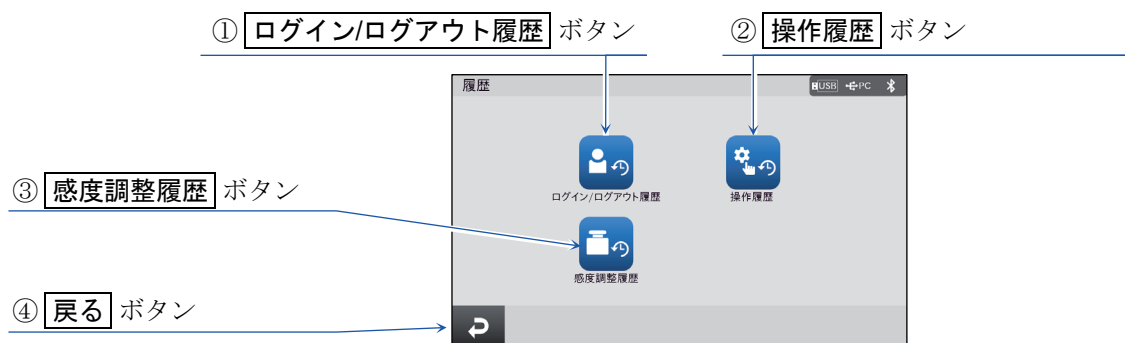 ① ログイン/ログアウト履歴 ボタン
② 操作履歴 ボタン
履歴
USB PC
ログイン/ログアウト履歴
操作履歴
③ 感度調整履歴 ボタン
感度調整履歴
④ 戻る ボタン